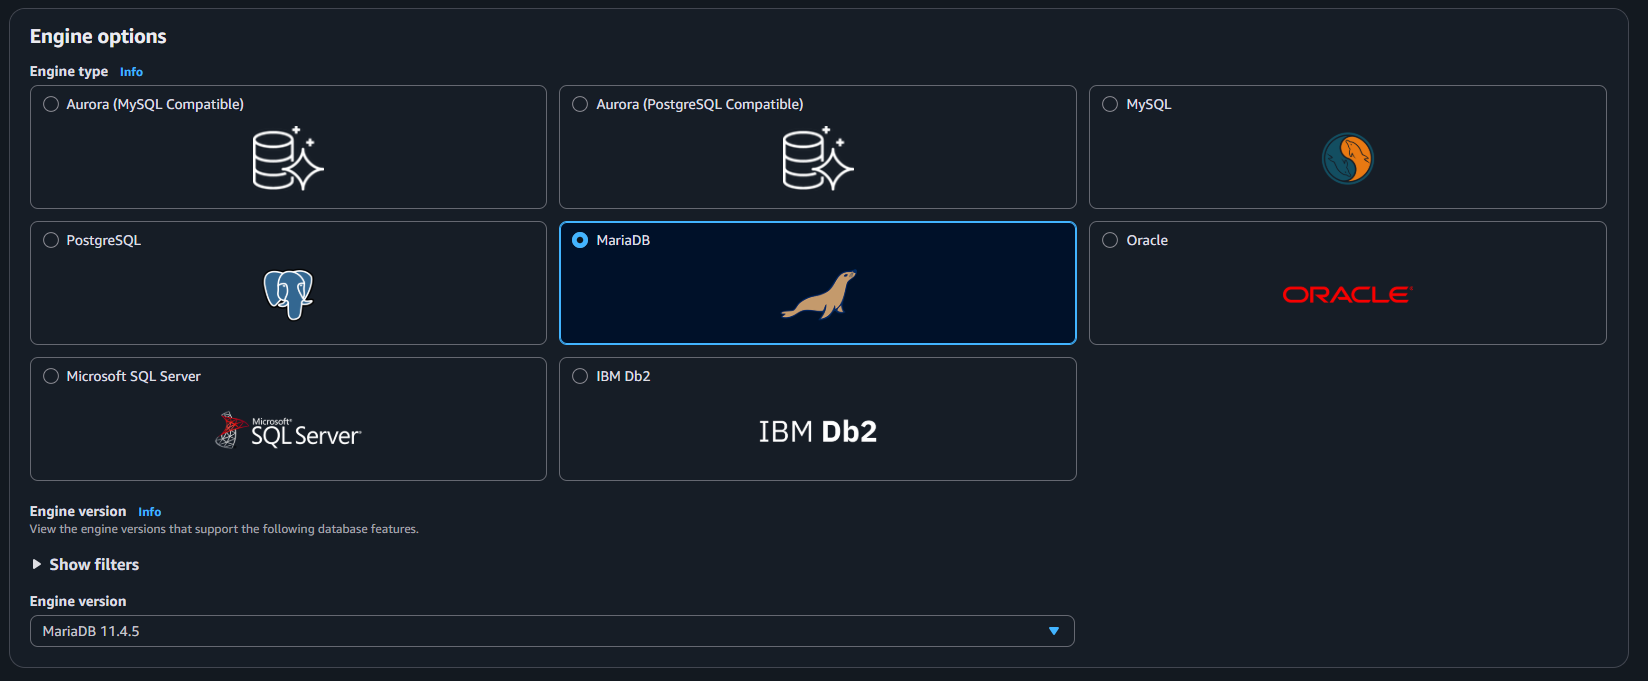 Engine options
Engine type Info
Aurora (MySQL Compatible)
Aurora (PostgreSQL Compatible)
MySQL
PostgreSQL
MariaDB
Oracle
ORACLE
Microsoft SQL Server
Microsoft®
SQL Server
IBM Db2
IBM Db2
Engine version Info
View the engine versions that support the following database features.
Show filters
Engine version
MariaDB 11.4.5